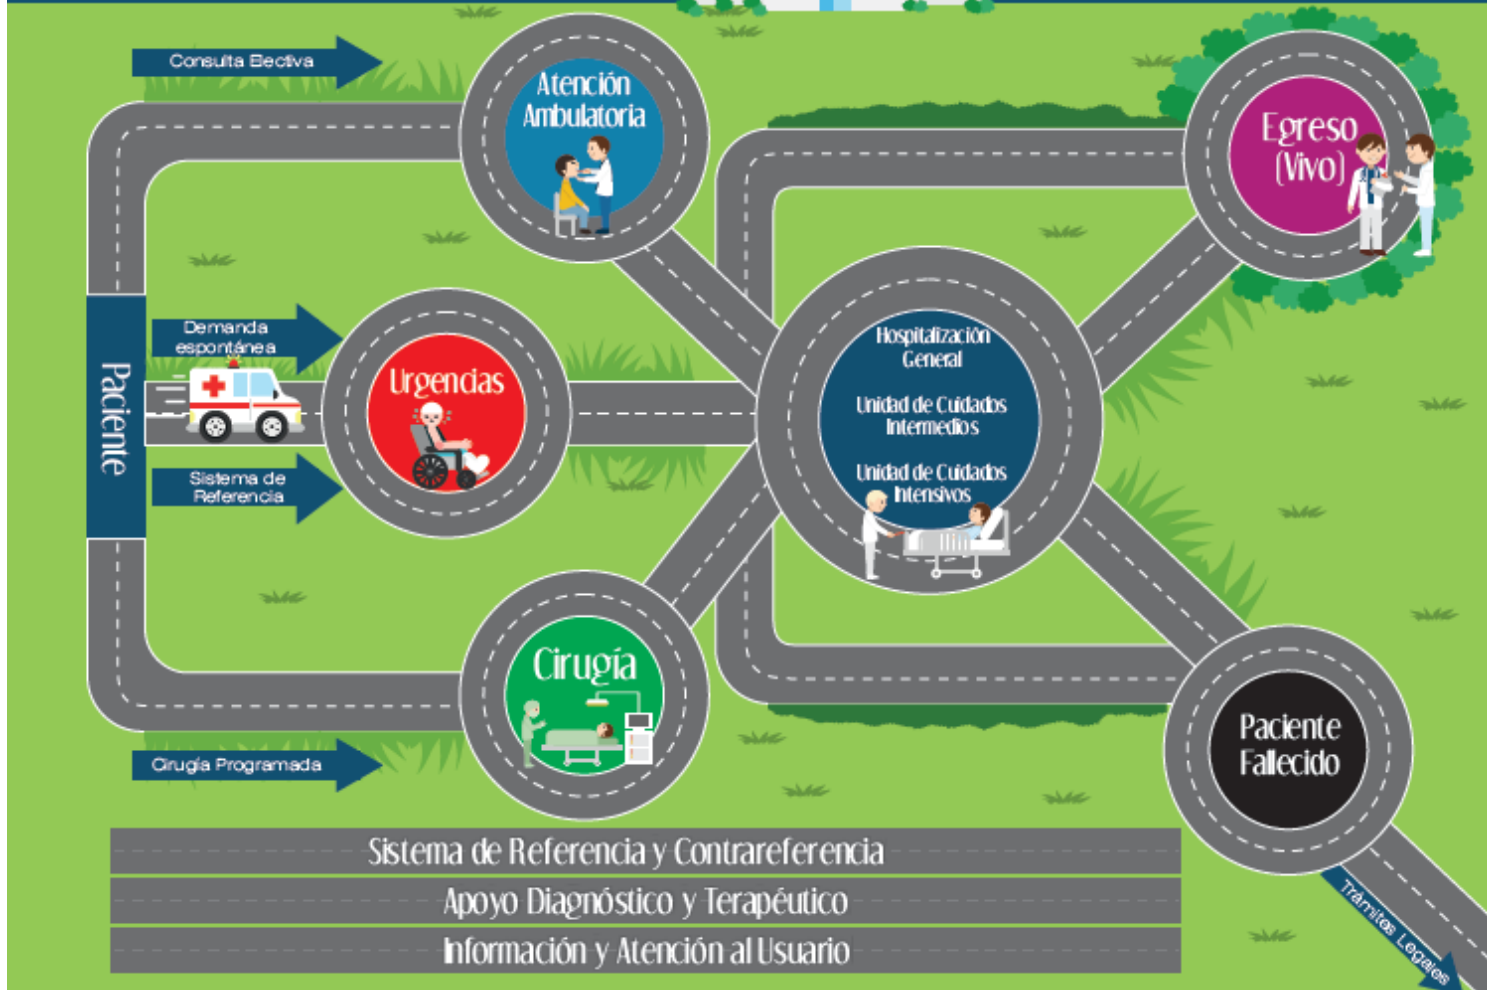 Consulta Electiva
Atención
Ambulatoria
Egreso
(Vivo)
Demanda
espontánea
Paciente
Urgencias
Sistema de
Referencia
Hospitalización
General
Unidad de Cuidados
Intermedios
Unidad de Cuidados
Intensivos
Cirugía
Cirugía Programada
Paciente
Fallecido
Trámites Legales
Sistema de Referencia y Contrareferencia
Apoyo Diagnóstico y Terapéutico
Información y Atención al Usuario